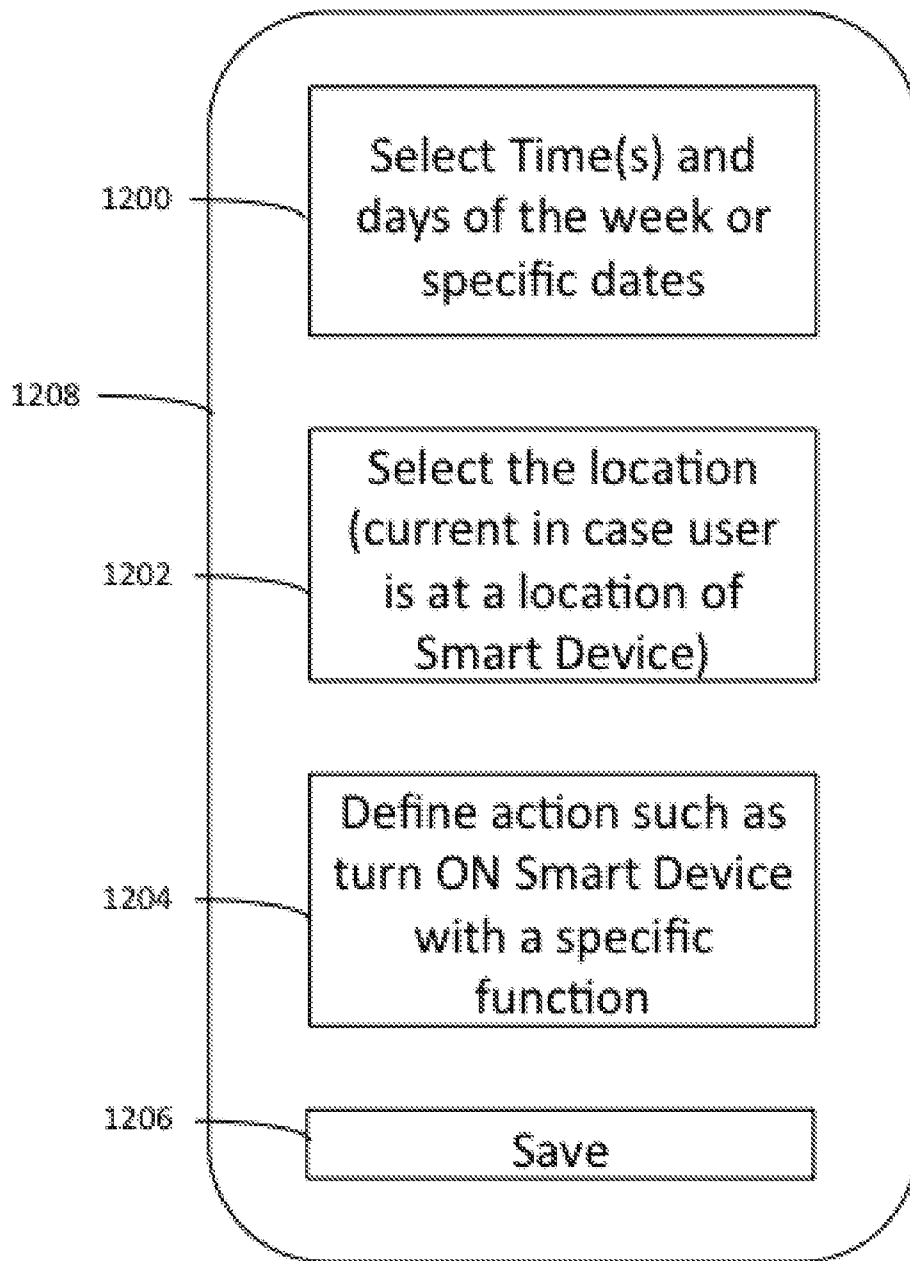 1200
Select Time(s) and
days of the week or
specific dates
1208
1202
Select the location
(current in case user
is at a location of
Smart Device)
1204
Define action such as
turn ON Smart Device
with a specific
function
1206
Save